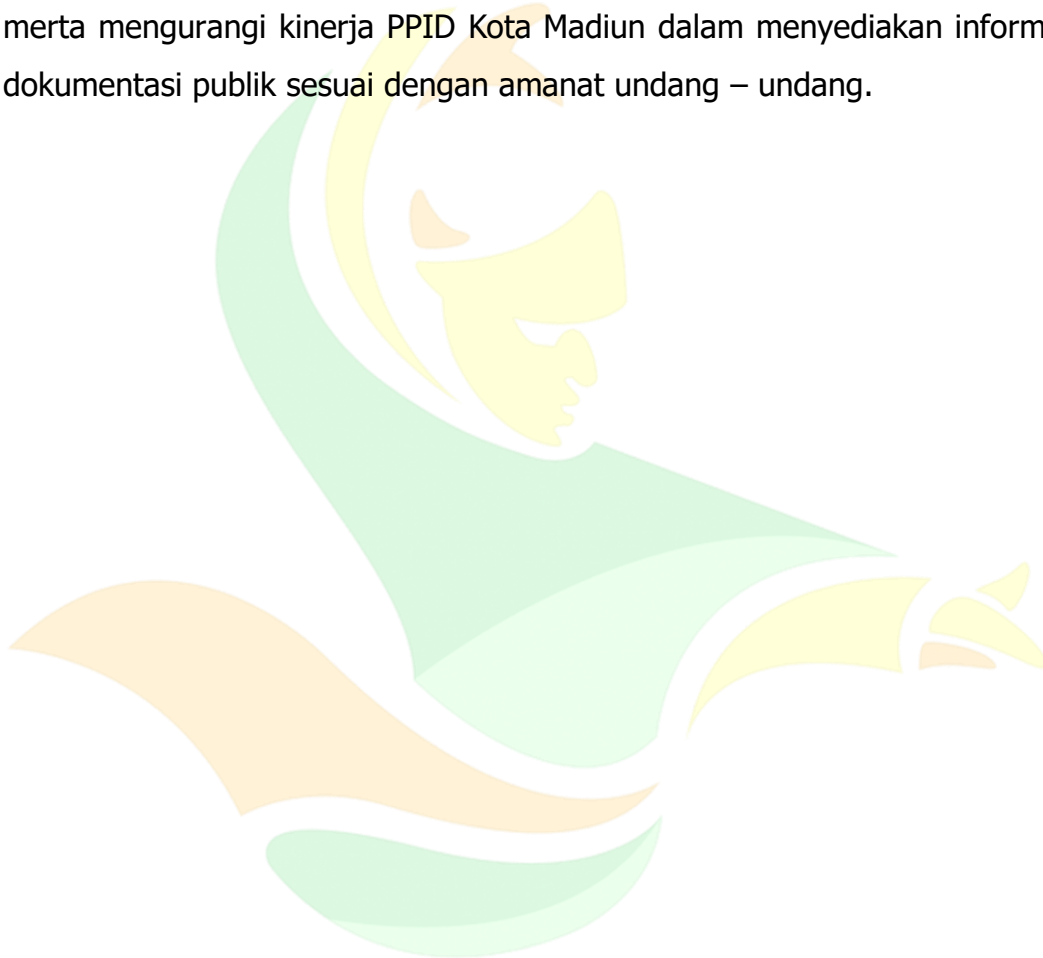 merta mengurangi kinerja PPID Kota Madiun dalam menyediakan inform
dokumentasi publik sesuai dengan amanat undang – undang.